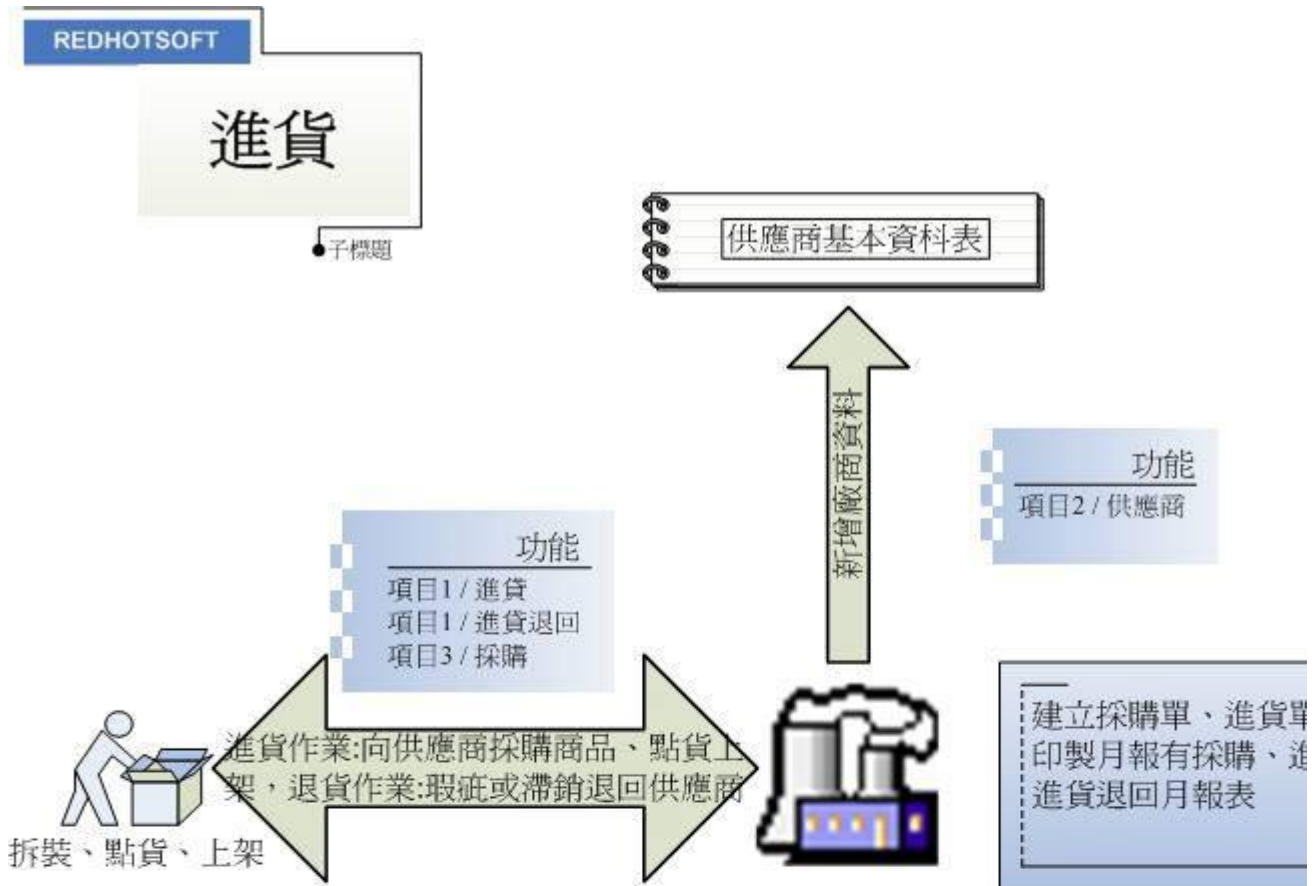 REDHOTSOFT
進貨
子標題
供應商基本資料表
新增廠商資料
功能
項目2 / 供應商
功能
項目1 / 進貨
項目1 / 進貨退回
項目3 / 採購
進貨作業:向供應商採購商品、點貨上
架，退貨作業:瑕疵或滯銷退回供應商
拆裝、點貨、上架
建立採購單、進貨單
印製月報有採購、進
進貨退回月報表